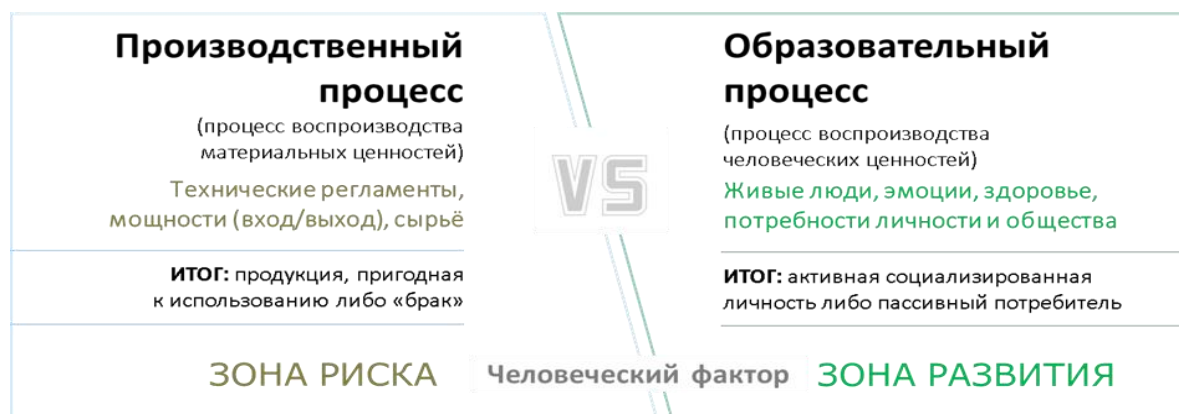 Производственный
процесс
(процесс воспроизводства
материальных ценностей)
Технические регламенты,
мощности (вход/выход), сырьё
ИТОГ: продукция, пригодная
к использованию либо «брак»
ЗОНА РИСКА
VS
Человеческий фактор
Образовательный
процесс
(процесс воспроизводства
человеческих ценностей)
Живые люди, эмоции, здоровье,
потребности личности и общества
ИТОГ: активная социализированная
личность либо пассивный потребитель
ЗОНА РАЗВИТИЯ